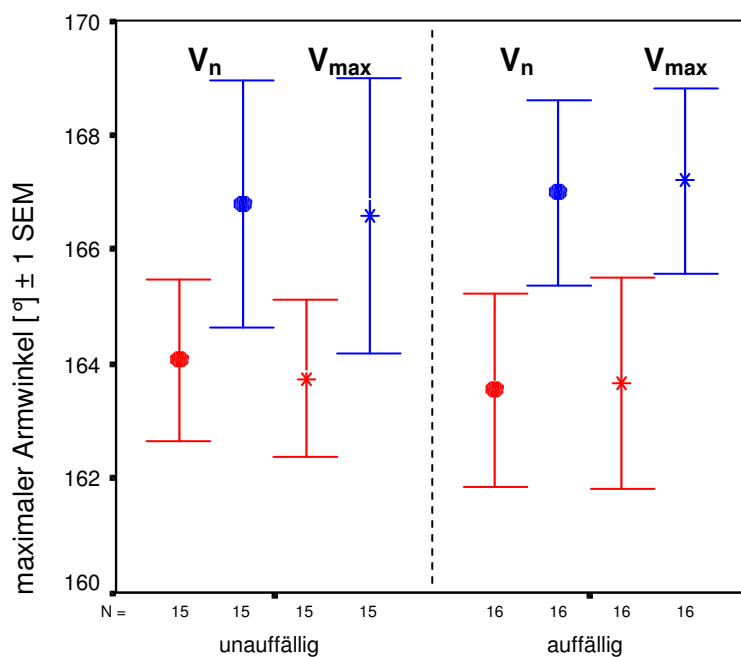 170
168
166
164
162
160
maximaler Armwinkel [°] ± 1 SEM
Vn Vmax Vn Vmax
N = 15 15 15 15 16 16 16 16
unauffällig auffällig